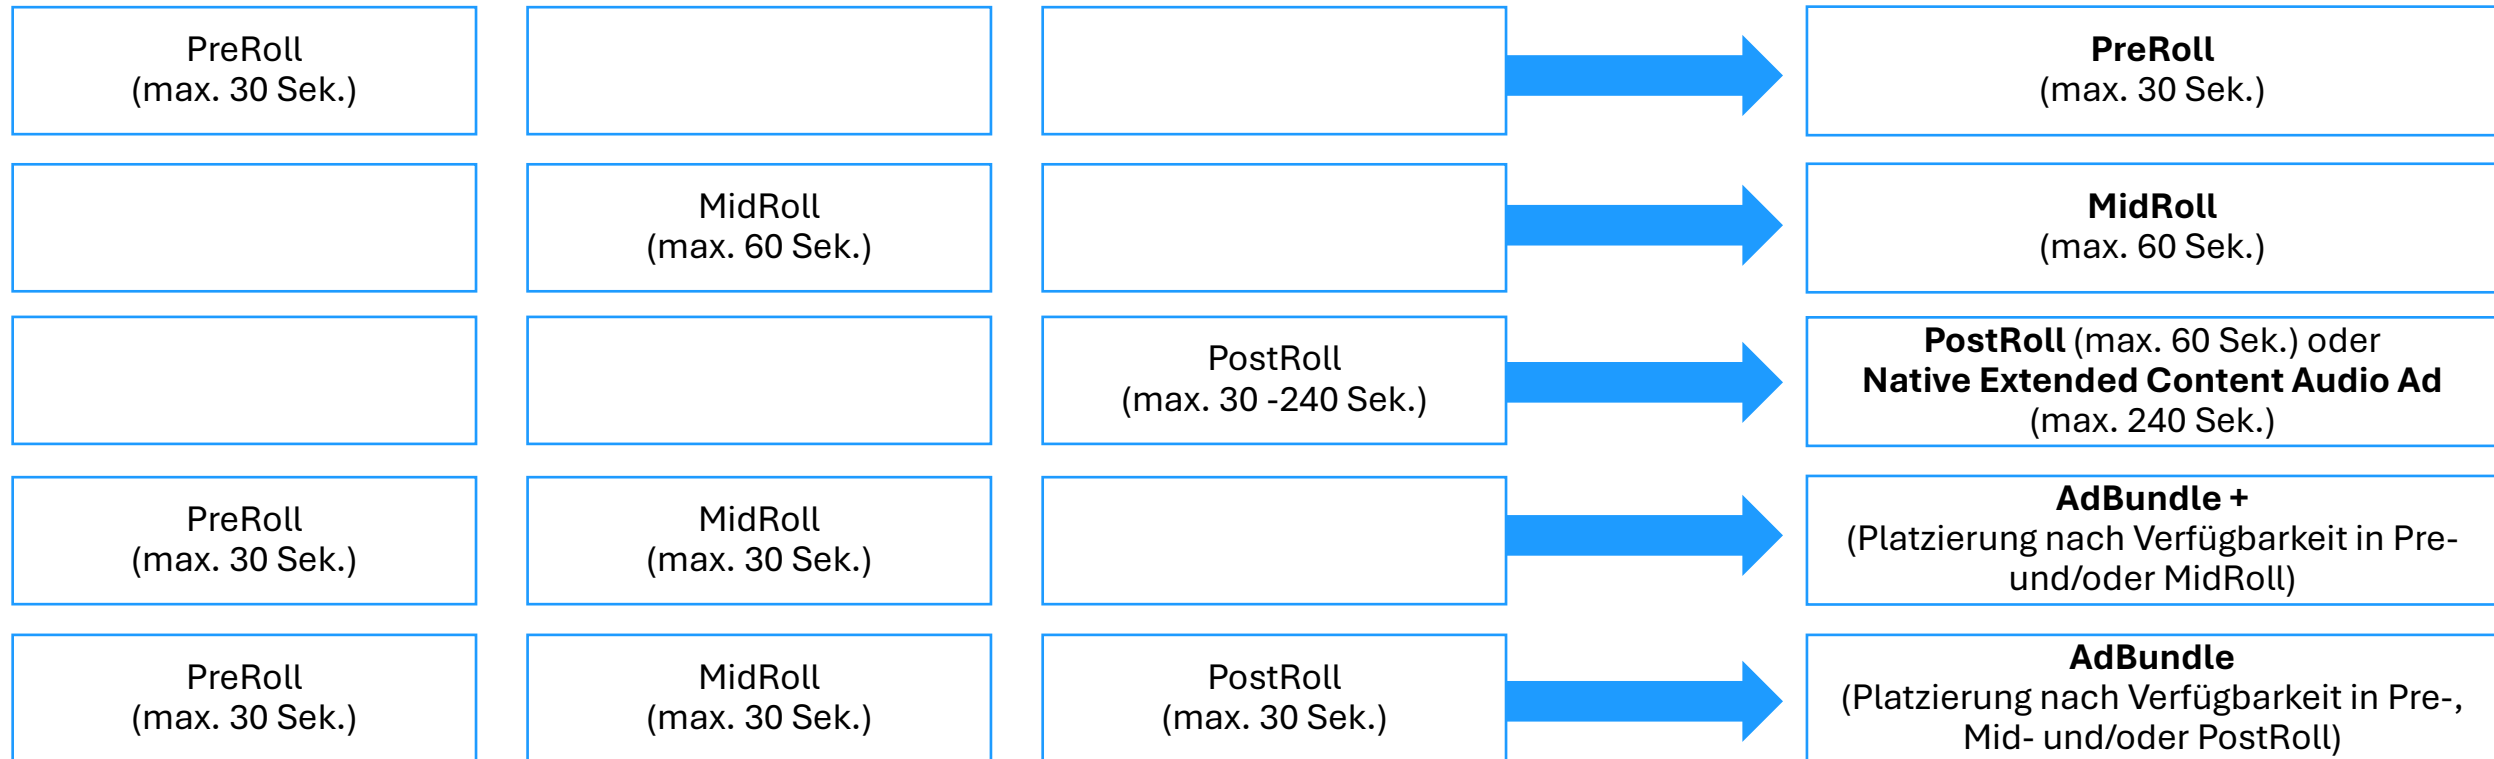 PreRoll
(max. 30 Sek.)
PreRoll
(max. 30 Sek.)
MidRoll
(max. 60 Sek.)
MidRoll
(max. 60 Sek.)
PostRoll
(max. 30 -240 Sek.)
PostRoll (max. 60 Sek.) oder
Native Extended Content Audio Ad
(max. 240 Sek.)
PreRoll
(max. 30 Sek.)
MidRoll
(max. 30 Sek.)
AdBundle +
(Platzierung nach Verfügbarkeit in Pre-
und/oder MidRoll)
PreRoll
(max. 30 Sek.)
MidRoll
(max. 30 Sek.)
PostRoll
(max. 30 Sek.)
AdBundle
(Platzierung nach Verfügbarkeit in Pre-,
Mid- und/oder PostRoll)